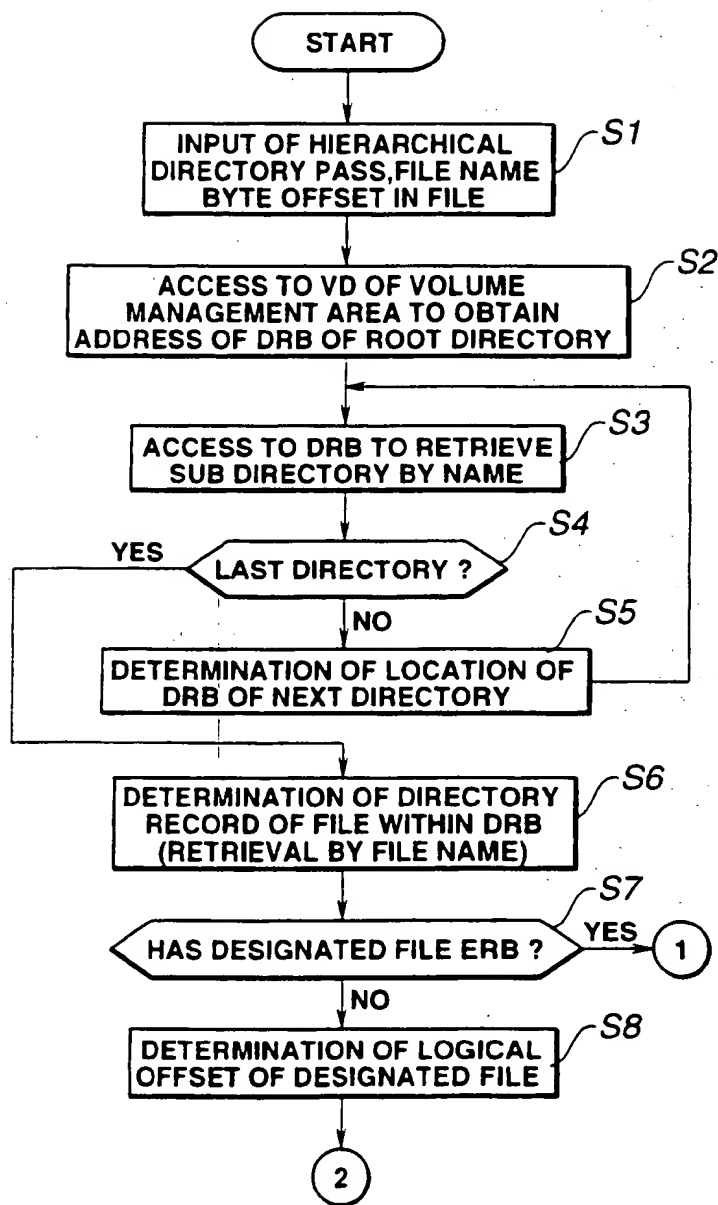 START
INPUT OF HIERARCHICAL
DIRECTORY PASS,FILE NAME
BYTE OFFSET IN FILE
S1
ACCESS TO VD OF VOLUME
MANAGEMENT AREA TO OBTAIN
ADDRESS OF DRB OF ROOT DIRECTORY
S2
ACCESS TO DRB TO RETRIEVE
SUB DIRECTORY BY NAME
S3
LAST DIRECTORY ?
S4
YES
NO
DETERMINATION OF LOCATION OF
DRB OF NEXT DIRECTORY
S5
DETERMINATION OF DIRECTORY
RECORD OF FILE WITHIN DRB
(RETRIEVAL BY FILE NAME)
S6
HAS DESIGNATED FILE ERB ?
S7
YES
1
NO
DETERMINATION OF LOGICAL
OFFSET OF DESIGNATED FILE
S8
2